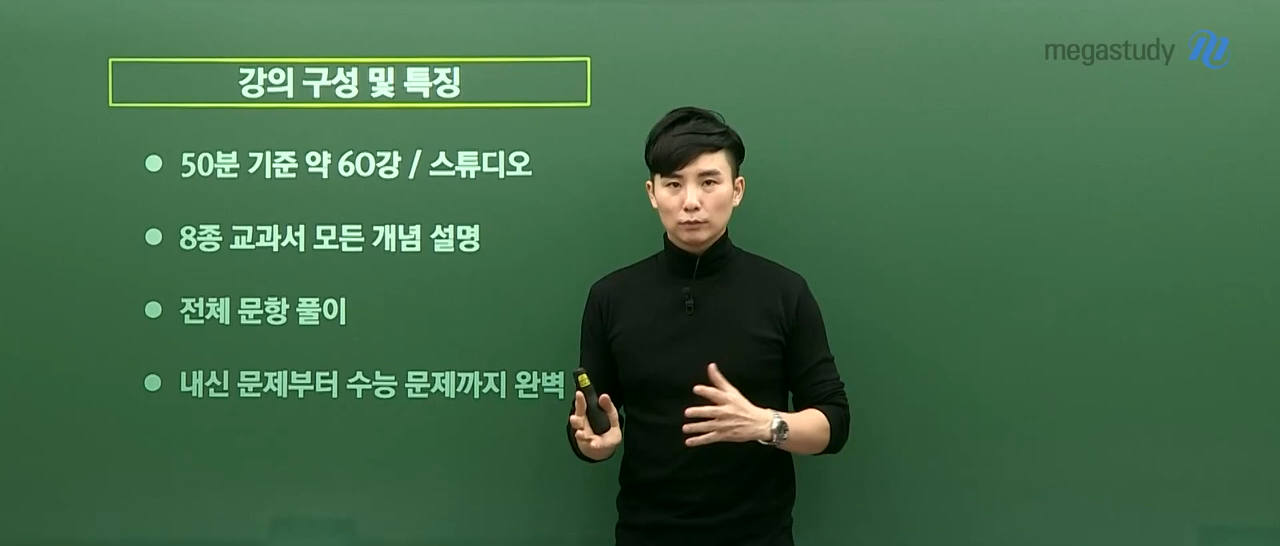 강의 구성 및 특징
megastudy
50분 기준 약 60강 / 스튜디오
8종 교과서 모든 개념 설명
전체 문항 풀이
내신 문제부터 수능 문제까지 완벽